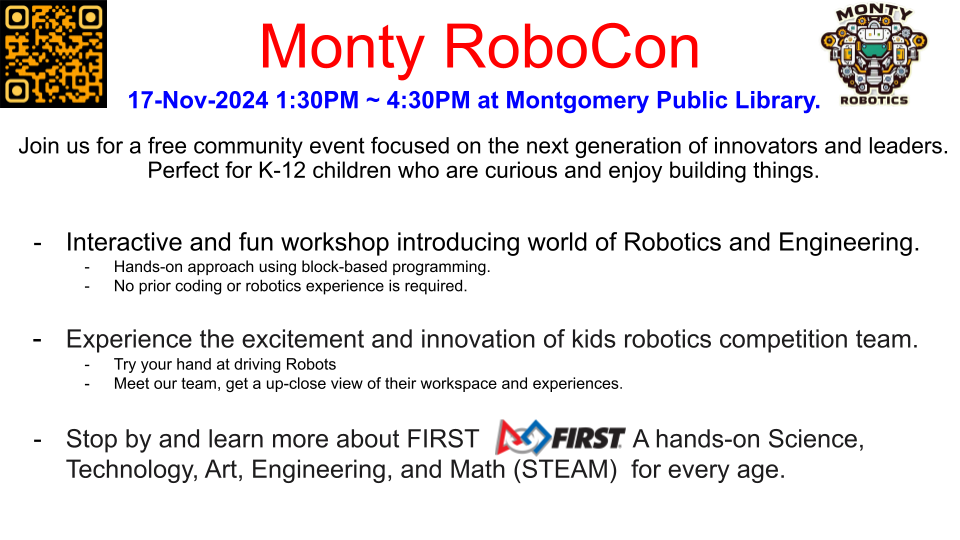 Monty RoboCon
MONTY
ROBOTICS
17-Nov-2024 1:30PM ~ 4:30PM at Montgomery Public Library.
Join us for a free community event focused on the next generation of innovators and leaders.
Perfect for K-12 children who are curious and enjoy building things.
- Interactive and fun workshop introducing world of Robotics and Engineering.
- Hands-on approach using block-based programming.
- No prior coding or robotics experience is required.
- Experience the excitement and innovation of kids robotics competition team.
- Try your hand at driving Robots
- Meet our team, get a up-close view of their workspace and experiences.
- Stop by and learn more about FIRST FIRST A hands-on Science,
Technology, Art, Engineering, and Math (STEAM) for every age.